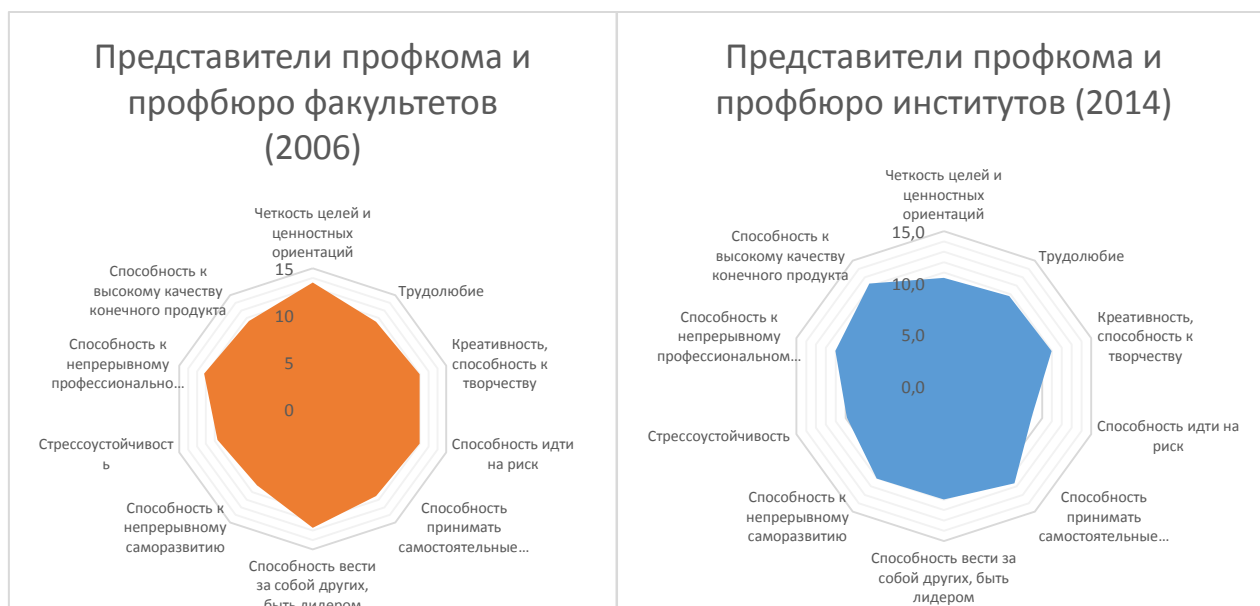 Представители профкома и
профбюро факультетов
(2006)
Четкость целей и
ценностных
ориентаций
Трудолюбие
Креативность,
способность к
творчеству
Способность идти
на риск
Способность
принимать
самостоятельные...
Способность вести
за собой других,
быть лидером
Способность к
непрерывному
саморазвитию
Стрессоустойчивост
ь
Способность к
непрерывному
профессионально...
Способность к
высокому качеству
конечного продукта
15
10
5
0
Представители профкома и
профбюро институтов (2014)
Четкость целей и
ценностных
ориентаций
Трудолюбие
Креативность,
способность к
творчеству
Способность идти на
риск
Способность
принимать
самостоятельные...
Способность вести за
собой других, быть
лидером
Способность к
непрерывному
саморазвитию
Стрессоустойчивость
Способность к
непрерывному
профессиональном...
Способность к
высокому качеству
конечного продукта
15,0
10,0
5,0
0,0